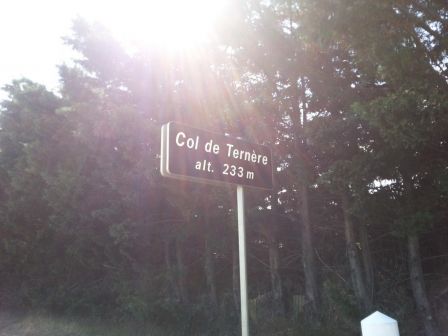 Col de Ternère
alt. 233 m